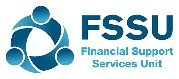 FSSU
Financial Support
Services Unit